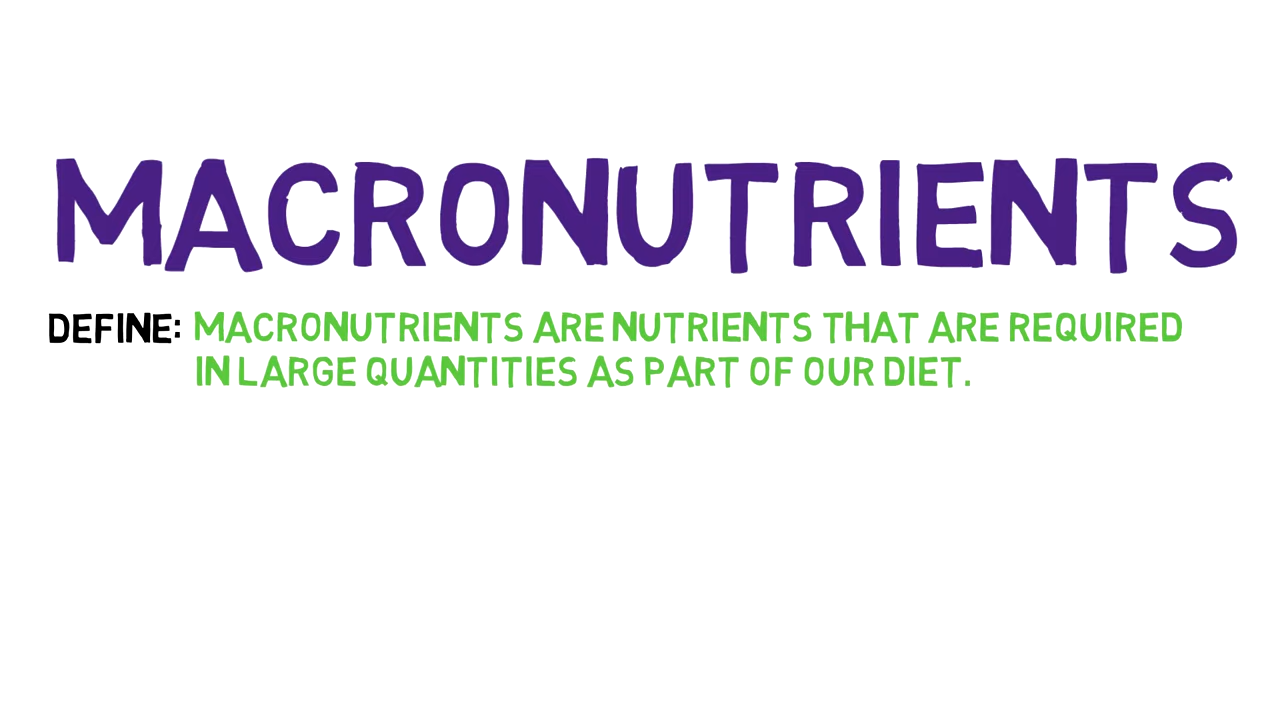 MACRONUTRIENTS
DEFINE: MACRONUTRIENTS ARE NUTRIENTS THAT ARE REQUIRED
IN LARGE QUANTITIES AS PART OF OUR DIET.